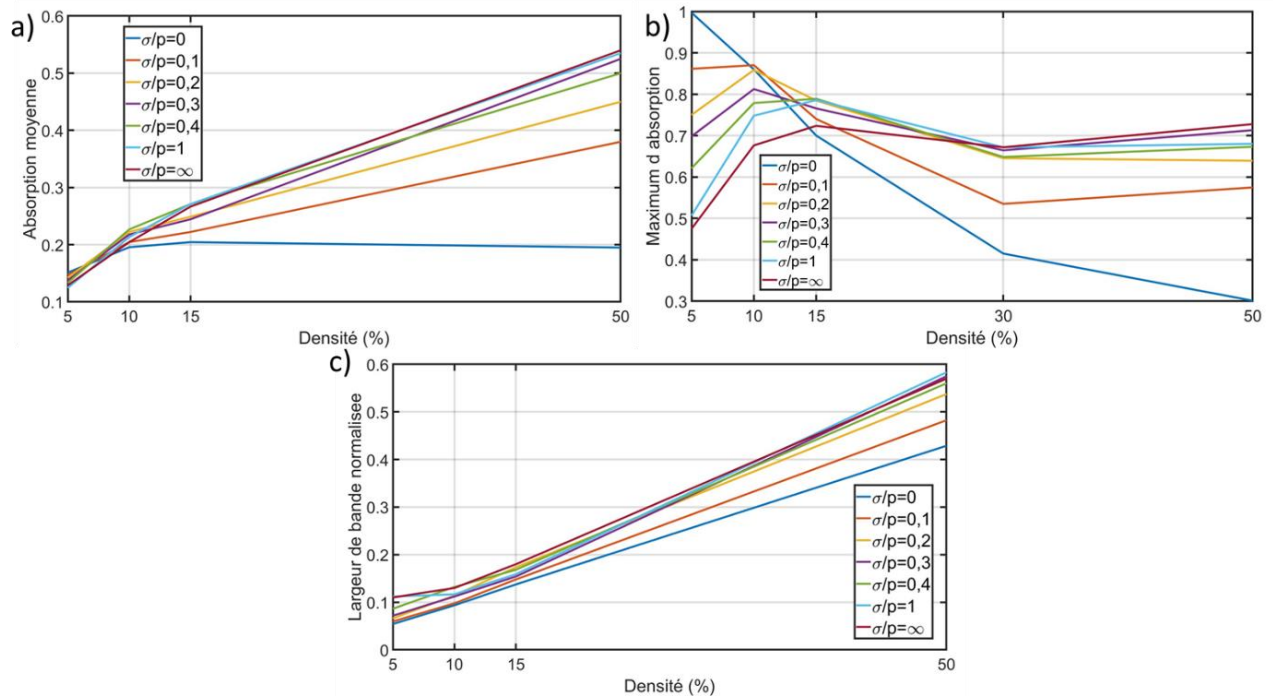 a)
Absorption moyenne
0.6
0.5
0.4
0.3
0.2
0.1
σ/p=0
σ/p=0,1
σ/p=0,2
σ/p=0,3
σ/p=0,4
σ/p=1
σ/p=∞
5 10 15 50
Densité (%)
b)
Maximum d absorption
1
0.9
0.8
0.7
0.6
0.5
0.4
0.3
σ/p=0
σ/p=0,1
σ/p=0,2
σ/p=0,3
σ/p=0,4
σ/p=1
σ/p=∞
5 10 15 30 50
Densité (%)
c)
Largeur de bande normalisee
0.6
0.5
0.4
0.3
0.2
0.1
0
σ/p=0
σ/p=0,1
σ/p=0,2
σ/p=0,3
σ/p=0,4
σ/p=1
σ/p=∞
5 10 15 50
Densité (%)